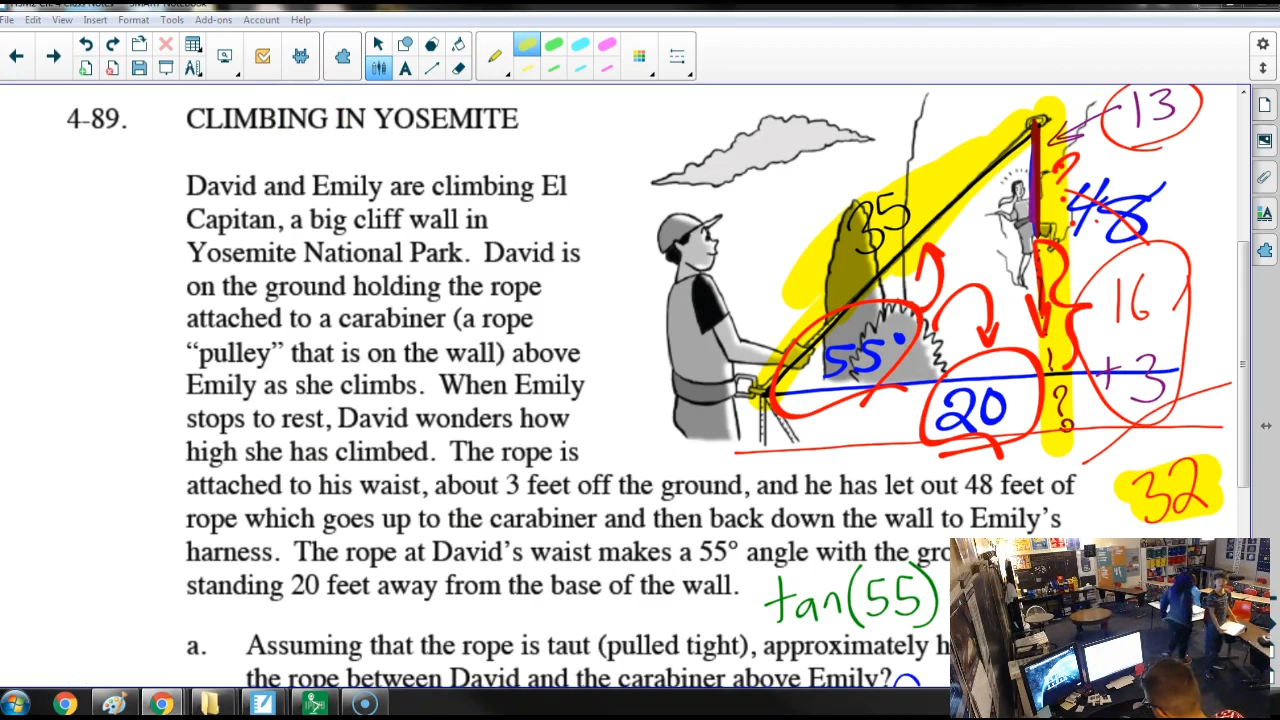 File Edit View Insert Format Tools Add-ons Account Help
4-89. CLIMBING IN YOSEMITE
David and Emily are climbing El
Capitan, a big cliff wall in
Yosemite National Park. David is
on the ground holding the rope
attached to a carabiner (a rope
“pulley” that is on the wall) above
Emily as she climbs. When Emily
stops to rest, David wonders how
high she has climbed. The rope is
attached to his waist, about 3 feet off the ground, and he has let out 48 feet of
rope which goes up to the carabiner and then back down the wall to Emily’s
harness. The rope at David’s waist makes a 55° angle with the
standing 20 feet away from the base of the wall.
a. Assuming that the rope is taut (pulled tight), approximately
the rope between David and the carabiner above Emily?
13
?
48
35
16
+3
55°
20
?
32
tan(55)